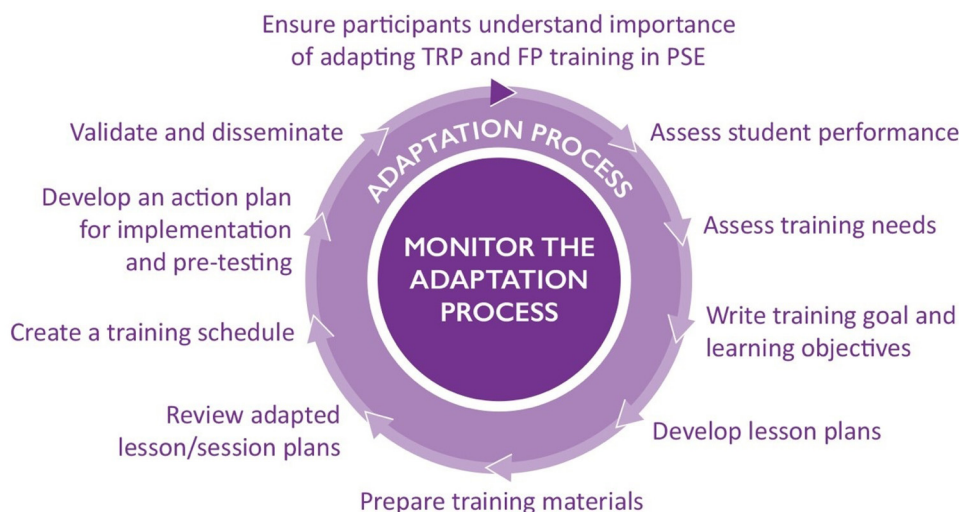 Ensure participants understand importance
of adapting TRP and FP training in PSE
ADAPTATION PROCESS
MONITOR THE
ADAPTATION
PROCESS
Assess student performance
Assess training needs
Write training goal and
learning objectives
Develop lesson plans
Prepare training materials
Review adapted
lesson/session plans
Create a training schedule
Develop an action plan
for implementation
and pre-testing
Validate and disseminate